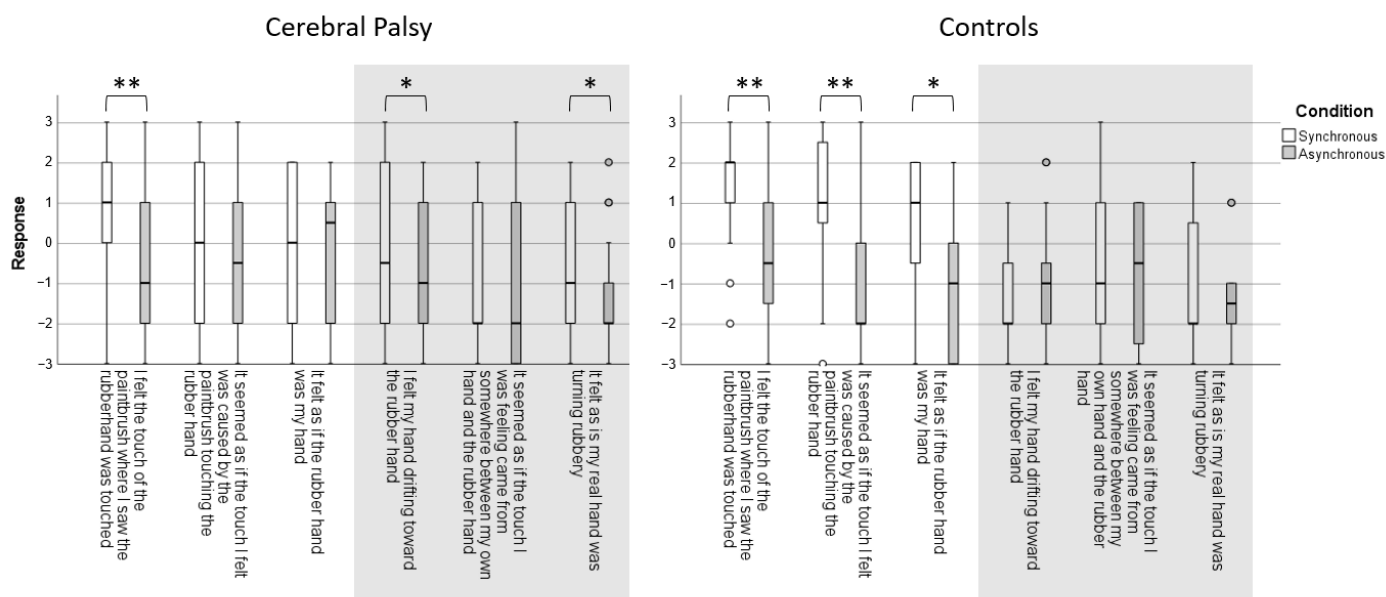 Cerebral Palsy
Controls
**
*
*
**
**
*
Response
3
2
1
0
−1
−2
−3
3
2
1
0
−1
−2
−3
Condition
Synchronous
Asynchronous
I felt the touch of the
paintbrush where I saw the
rubberhand was touched
It seemed as if the touch I felt
was caused by the
paintbrush touching the
rubber hand
It felt as if the rubber hand
was my hand
I felt my hand drifting toward
the rubber hand
It seemed as if the touch I
was feeling came from
somewhere between my own
hand and the rubber hand
It felt as is my real hand was
turning rubbery
I felt the touch of the
paintbrush where I saw the
rubberhand was touched
It seemed as if the touch I felt
was caused by the
paintbrush touching the
rubber hand
It felt as if the rubber hand
was my hand
I felt my hand drifting toward
the rubber hand
It seemed as if the touch I
was feeling came from
somewhere between my
own hand and the rubber
hand
It felt as is my real hand was
turning rubbery